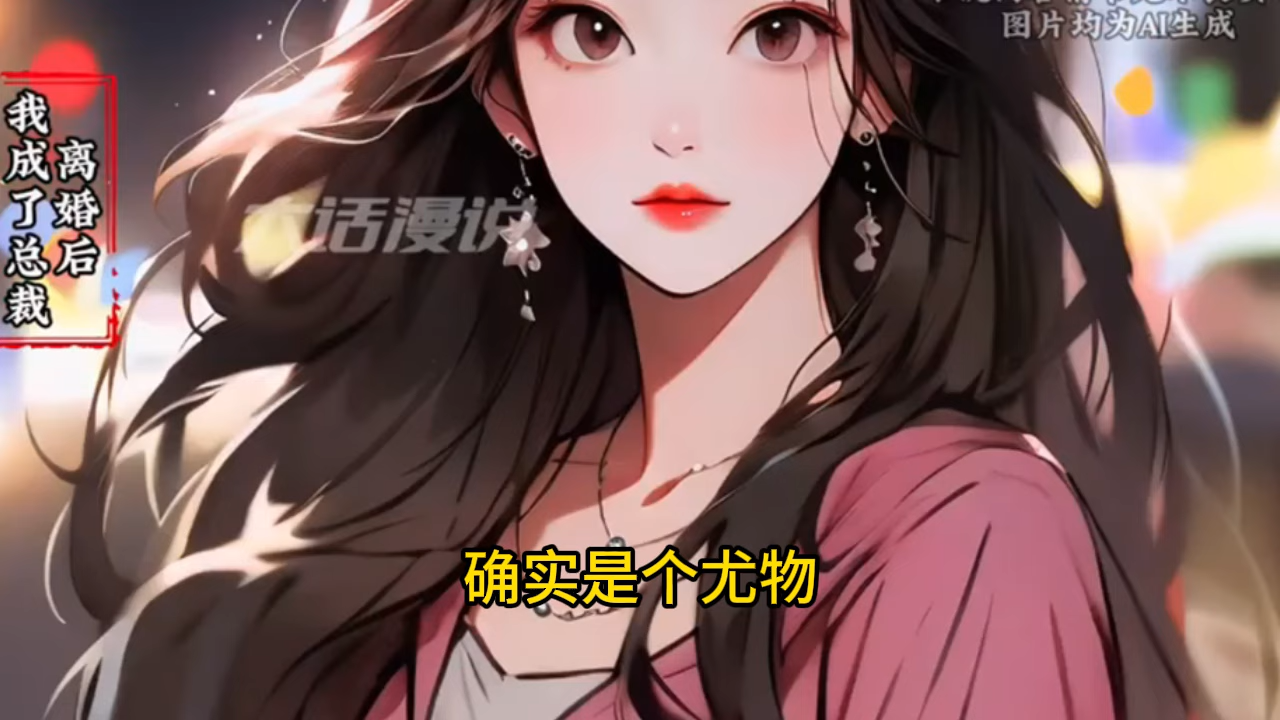 图片均为AI生成
离婚后
我成了总裁
大话漫说
确实是个尤物